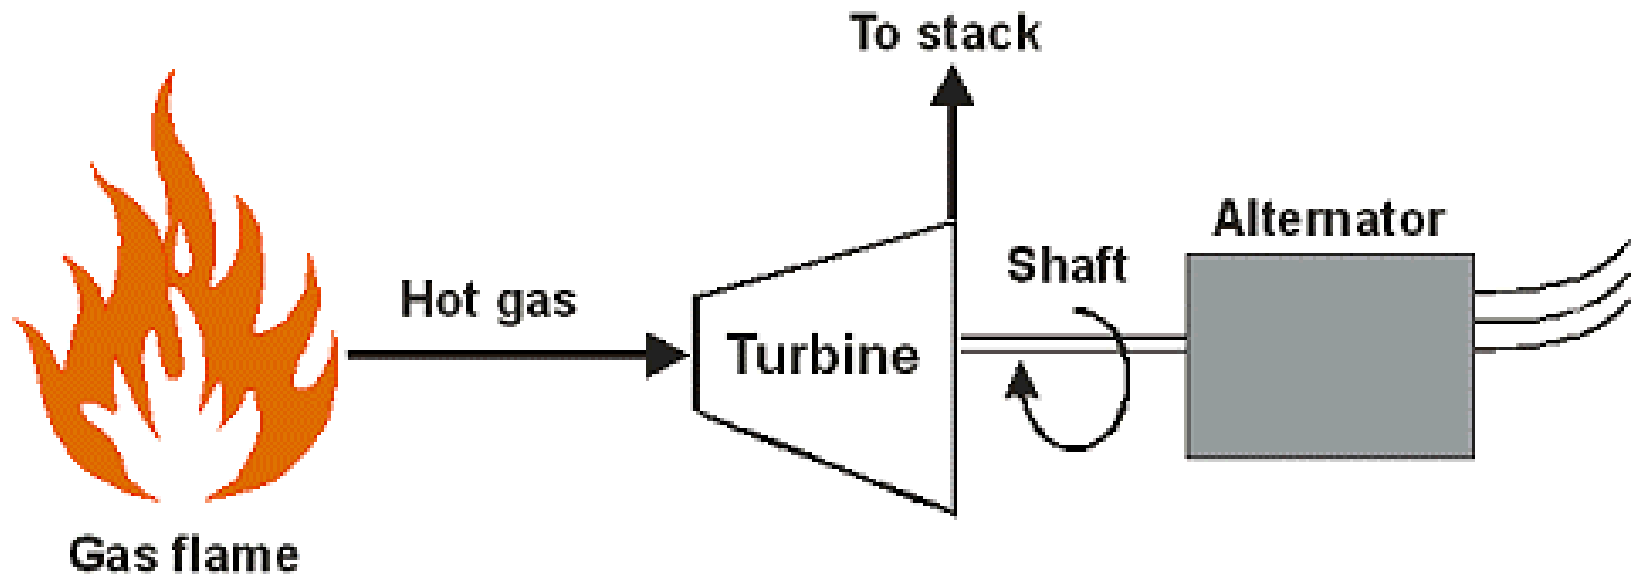 To stack
Alternator
Shaft
Hot gas
Turbine
Gas flame